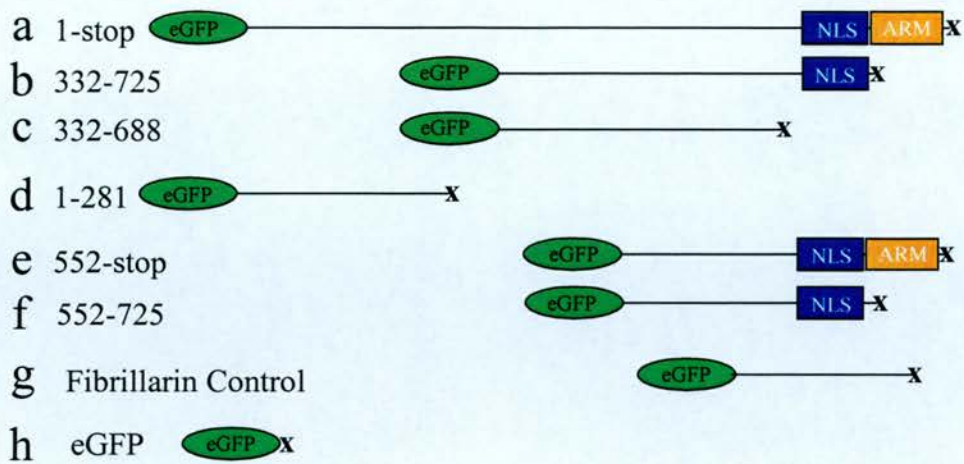 a 1-stop eGFP NLS ARM x
b 332-725 eGFP NLS x
c 332-688 eGFP x
d 1-281 eGFP x
e 552-stop eGFP NLS ARM x
f 552-725 eGFP NLS x
g Fibrillarin Control eGFP x
h eGFP eGFP x